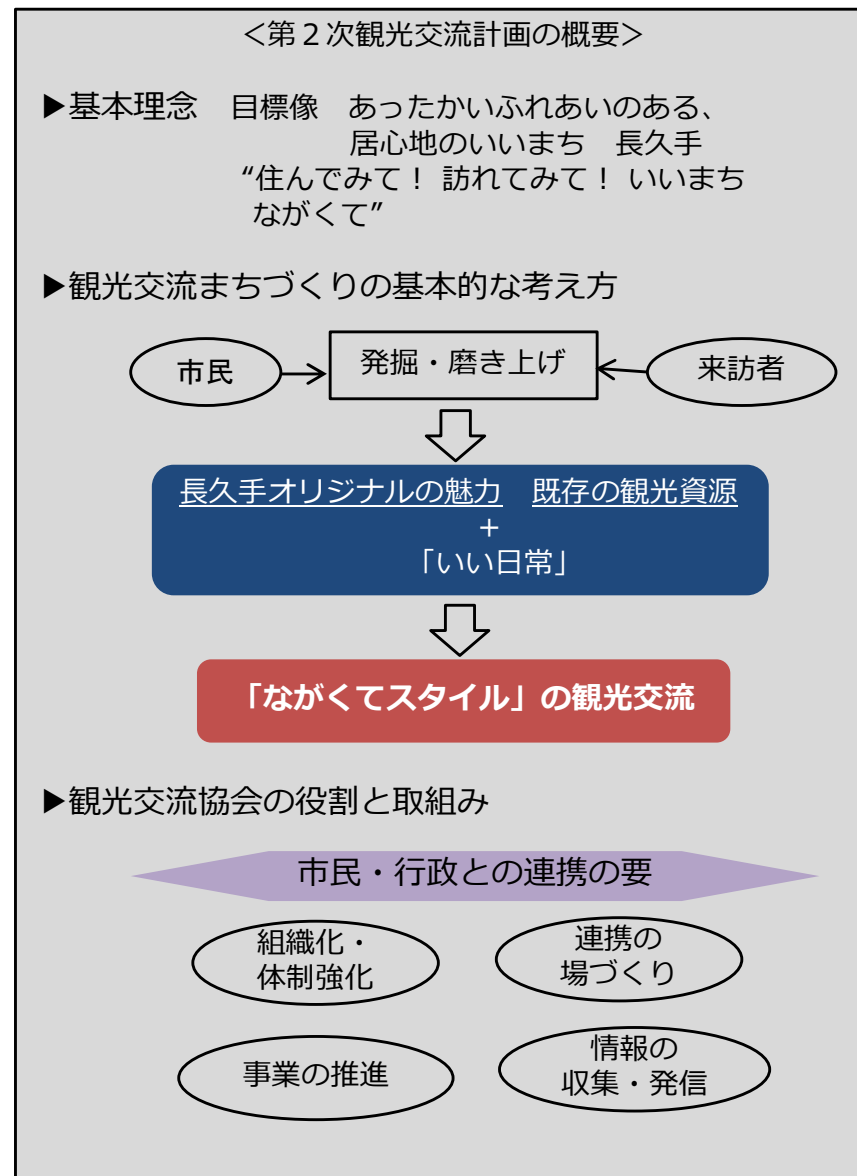 ＜第２次観光交流計画の概要＞
▶基本理念　目標像　あったかいふれあいのある、
居心地のいいまち　長久手
“住んでみて！ 訪れてみて！ いいまち
ながくて”
▶観光交流まちづくりの基本的な考え方
市民
発掘・磨き上げ
来訪者
長久手オリジナルの魅力　既存の観光資源
＋
「いい日常」
「ながくてスタイル」の観光交流
▶観光交流協会の役割と取組み
市民・行政との連携の要
組織化・
体制強化
連携の
場づくり
事業の推進
情報の
収集・発信